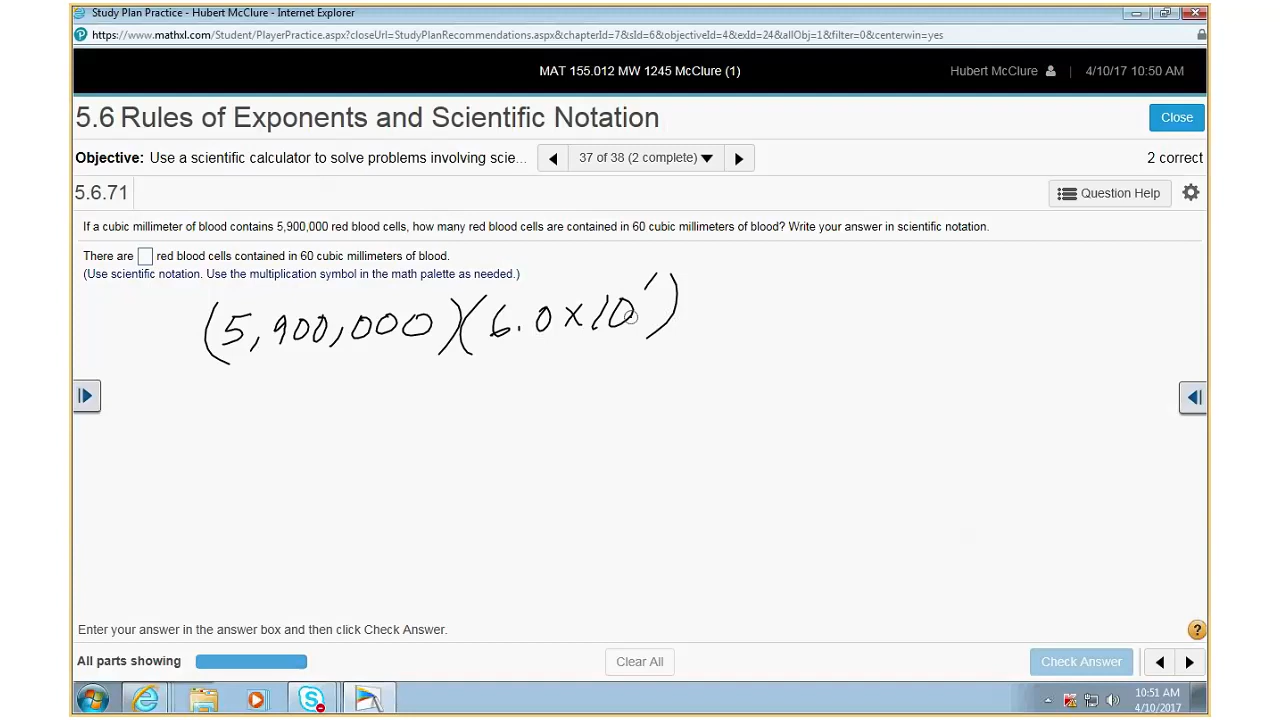 Study Plan Practice - Hubert McClure - Internet Explorer
https://www.mathxl.com/Student/PlayerPractice.aspx?closeUrl=StudyPlanRecommendations.aspx&chapterId=7&sId=6&objectiveId=4&exId=24&allObj=1&filter=0&centerwin=yes
MAT 155.012 MW 1245 McClure (1) Hubert McClure | 4/10/17 10:50 AM
5.6 Rules of Exponents and Scientific Notation Close
Objective: Use a scientific calculator to solve problems involving scie... 37 of 38 (2 complete) 2 correct
5.6.71 Question Help
If a cubic millimeter of blood contains 5,900,000 red blood cells, how many red blood cells are contained in 60 cubic millimeters of blood? Write your answer in scientific notation.
There are red blood cells contained in 60 cubic millimeters of blood.
(Use scientific notation. Use the multiplication symbol in the math palette as needed.)
(5,900,000)(6.0×10¹)
Enter your answer in the answer box and then click Check Answer.
All parts showing Clear All Check Answer
10:51 AM
4/10/2017